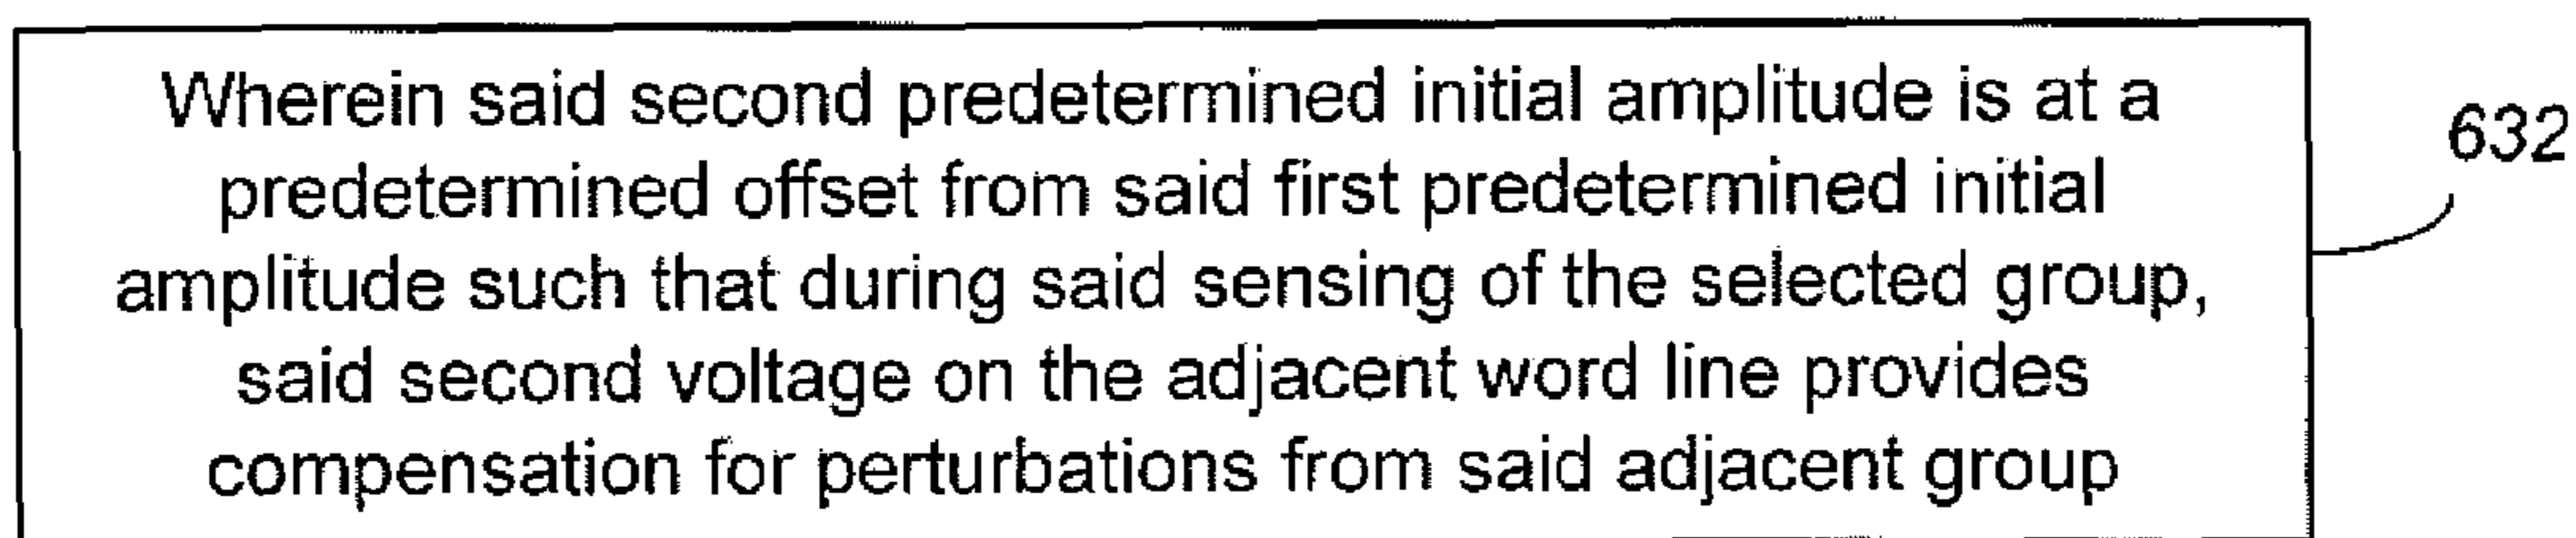 Wherein said second predetermined initial amplitude is at a
632
predetermined offset from said first predetermined initial
amplitude such that during said sensing of the selected group,
said second voltage on the adjacent word line provides
compensation for perturbations from said adjacent group